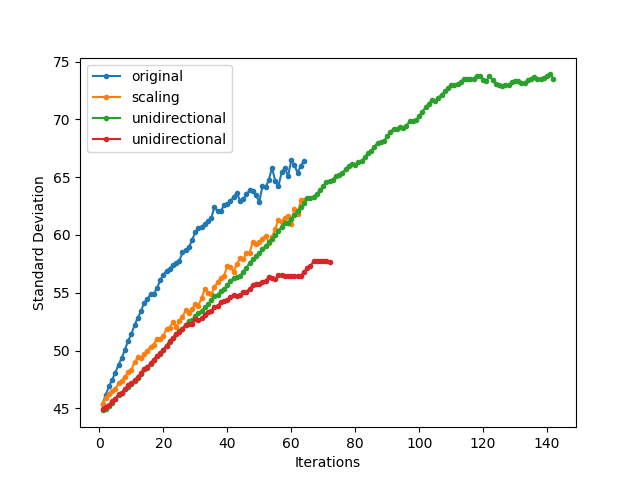 75
70
65
60
55
50
45
Standard Deviation
original
scaling
unidirectional
unidirectional
0 20 40 60 80 100 120 140
Iterations